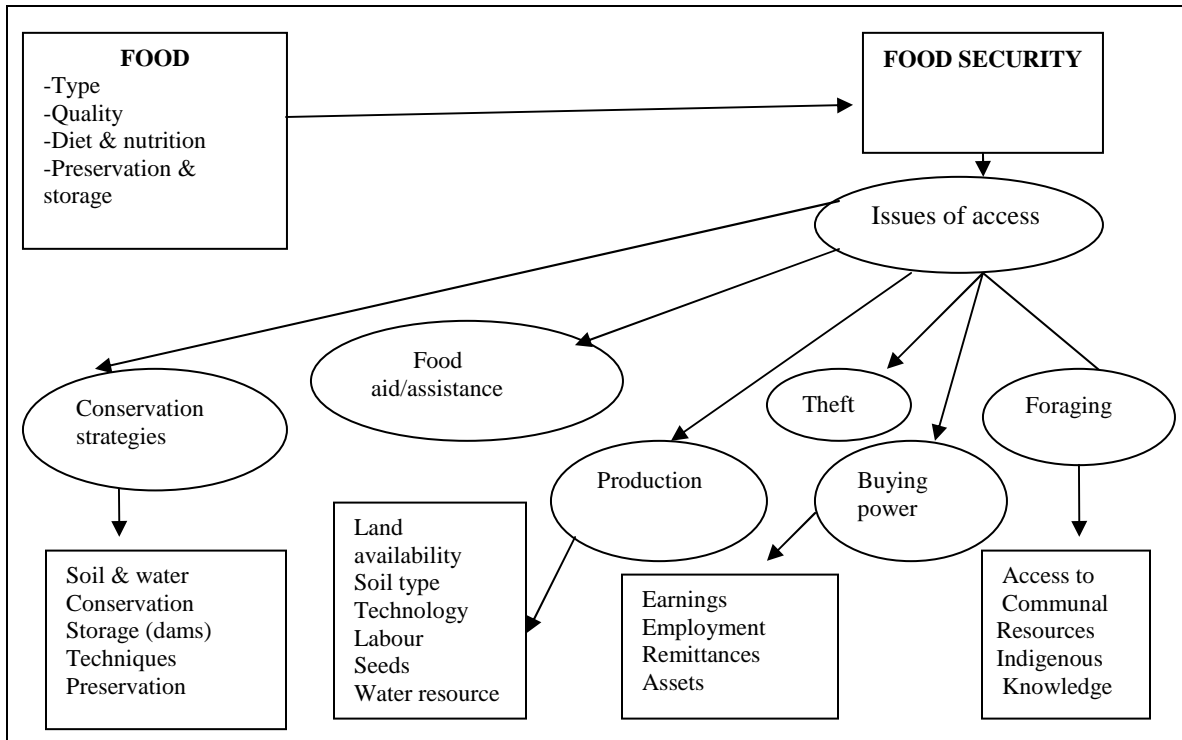 FOOD
-Type
-Quality
-Diet & nutrition
-Preservation &
storage
FOOD SECURITY
Issues of access
Food
aid/assistance
Conservation
strategies
Theft
Foraging
Production
Buying
power
Soil & water
Conservation
Storage (dams)
Techniques
Preservation
Land
availability
Soil type
Technology
Labour
Seeds
Water resource
Earnings
Employment
Remittances
Assets
Access to
Communal
Resources
Indigenous
Knowledge